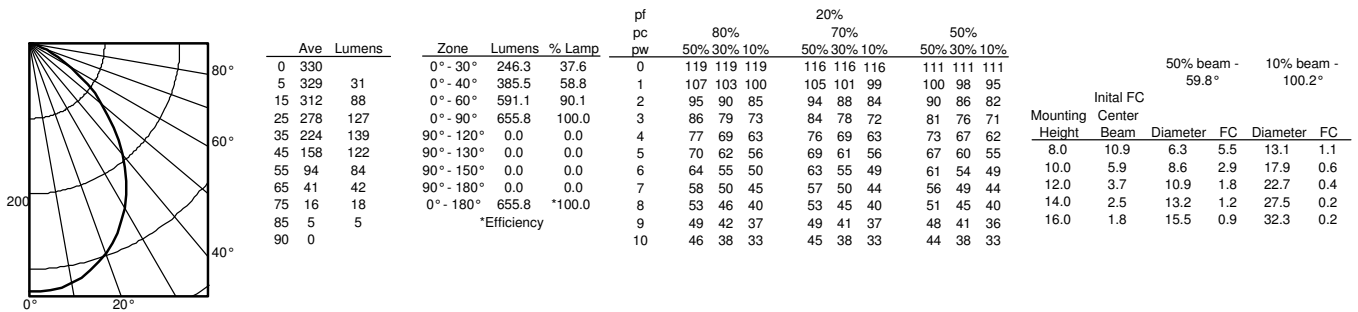 80°
60°
40°
200
0° 20°
Ave Lumens
0 330
5 329 31
15 312 88
25 278 127
35 224 139
45 158 122
55 94 84
65 41 42
75 16 18
85 5 5
90 0
Zone Lumens % Lamp
0°- 30° 246.3 37.6
0°- 40° 385.5 58.8
0°- 60° 591.1 90.1
0°- 90° 655.8 100.0
90°- 120° 0.0 0.0
90°- 130° 0.0 0.0
90°- 150° 0.0 0.0
90°- 180° 0.0 0.0
0°- 180° 655.8 *100.0
*Efficiency
pf 20%
pc 80% 70% 50%
pw 50% 30% 10% 50% 30% 10% 50% 30% 10%
0 119 119 119 116 116 116 111 111 111
1 107 103 100 105 101 99 100 98 95
2 95 90 85 94 88 84 90 86 82
3 86 79 73 84 78 72 81 76 71
4 77 69 63 76 69 63 73 67 62
5 70 62 56 69 61 56 67 60 55
6 64 55 50 63 55 49 61 54 49
7 58 50 45 57 50 44 56 49 44
8 53 46 40 53 45 40 51 45 40
9 49 42 37 49 41 37 48 41 36
10 46 38 33 45 38 33 44 38 33
50% beam - 10% beam -
59.8° 100.2°
Inital FC
Mounting Center
Height Beam Diameter FC Diameter FC
8.0 10.9 6.3 5.5 13.1 1.1
10.0 5.9 8.6 2.9 17.9 0.6
12.0 3.7 10.9 1.8 22.7 0.4
14.0 2.5 13.2 1.2 27.5 0.2
16.0 1.8 15.5 0.9 32.3 0.2